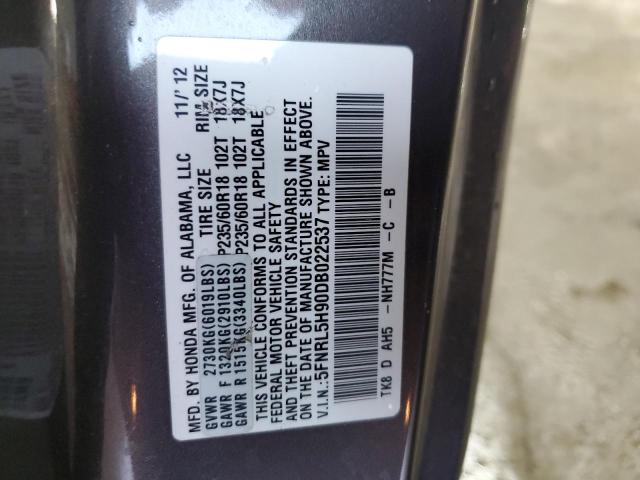 MFD. BY HONDA MFG. OF ALABAMA, LLC 11/'12
TIRE SIZE RIM SIZE
GVWR 2730KG(6019LBS)
GAWR F 1320KG(2910LBS) P235/60R18 102T 18X7J
GAWR R 1515KG(3340LBS) P235/60R18 102T 18X7J
THIS VEHICLE CONFORMS TO ALL APPLICABLE
FEDERAL MOTOR VEHICLE SAFETY
AND THEFT PREVENTION STANDARDS IN EFFECT
ON THE DATE OF MANUFACTURE SHOWN ABOVE.
V.I.N.:5FNRL5H90DB022537 TYPE: MPV
TK8 D AH5 -NH777M -C -B